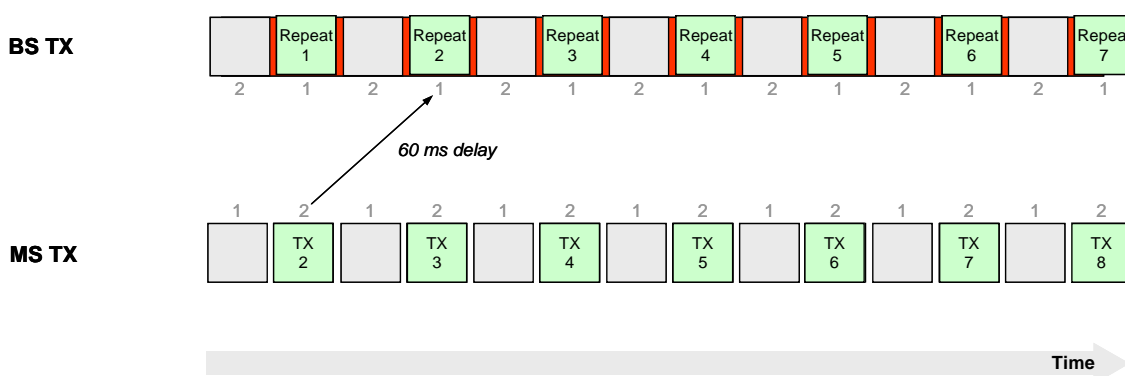 BS TX
Repeat Repeat Repeat Repeat Repeat Repeat Repea
1 2 3 4 5 6 7
2 1 2 1 2 1 2 1 2 1 2 1 2 1
60 ms delay
1 2 1 2 1 2 1 2 1 2 1 2 1 2
MS TX
TX TX TX TX TX TX TX
2 3 4 5 6 7 8
Time